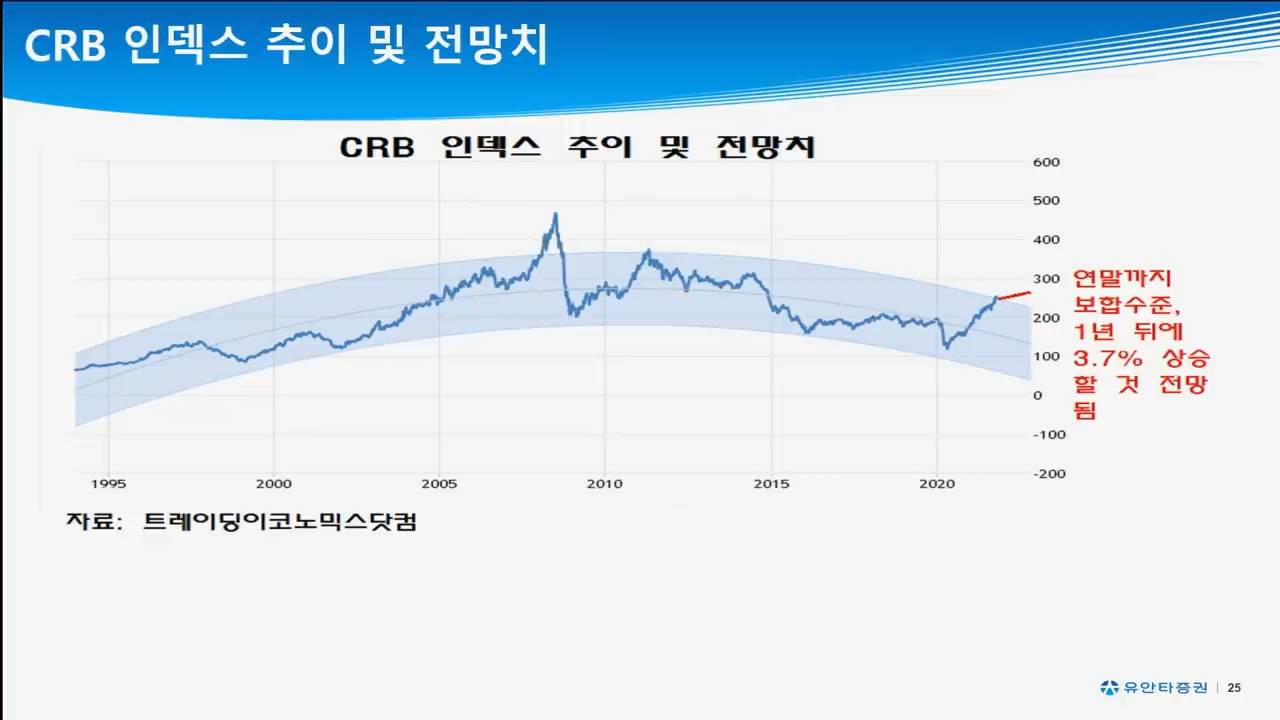 CRB 인덱스 추이 및 전망치
CRB 인덱스 추이 및 전망치
600
500
400
300
200
100
0
-100
-200
연말까지
보합수준,
1년 뒤에
3.7% 상승
할 것 전망
됨
1995 2000 2005 2010 2015 2020
자료: 트레이딩이코노믹스닷컴
유안타증권 | 25